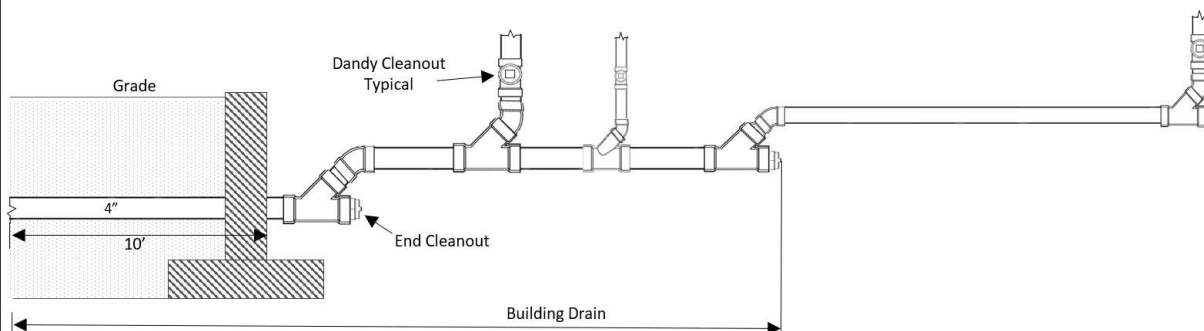 Dandy Cleanout
Typical
Grade
4”
10’
End Cleanout
Building Drain